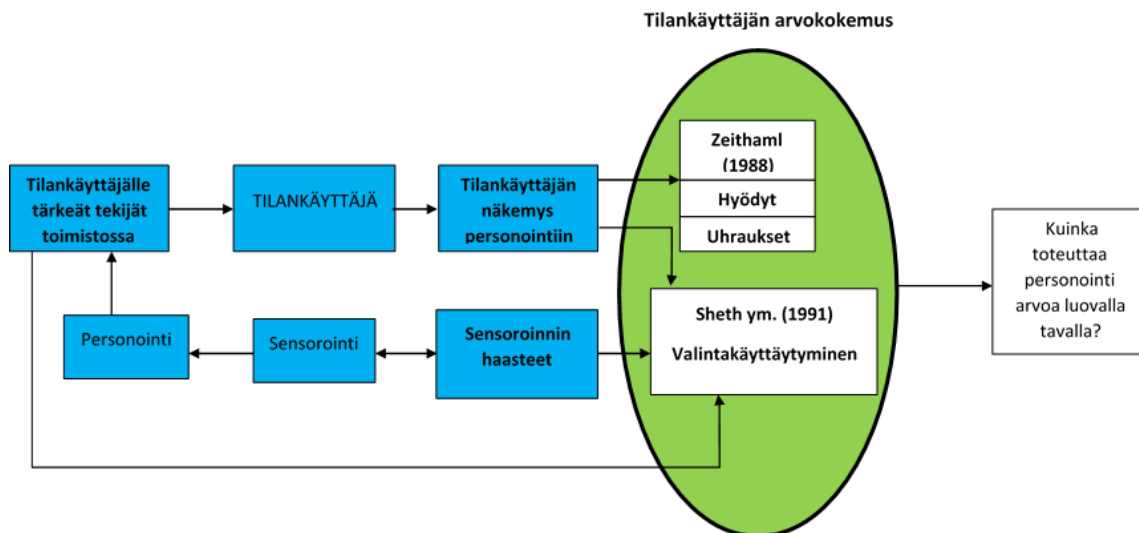 Tilankäyttäjän arvokokemus
Zeithaml
(1988)
Hyödyt
Uhraukset
Tilankäyttäjälle
tärkeät tekijät
toimistossa
TILANKÄYTTÄJÄ
Tilankäyttäjän
näkemys
personointiin
Kuinka
toteuttaa
personointi
arvoa luovalla
tavalla?
Personointi
Sensorointi
Sensoroinnin
haasteet
Sheth ym. (1991)
Valintakäyttäytyminen